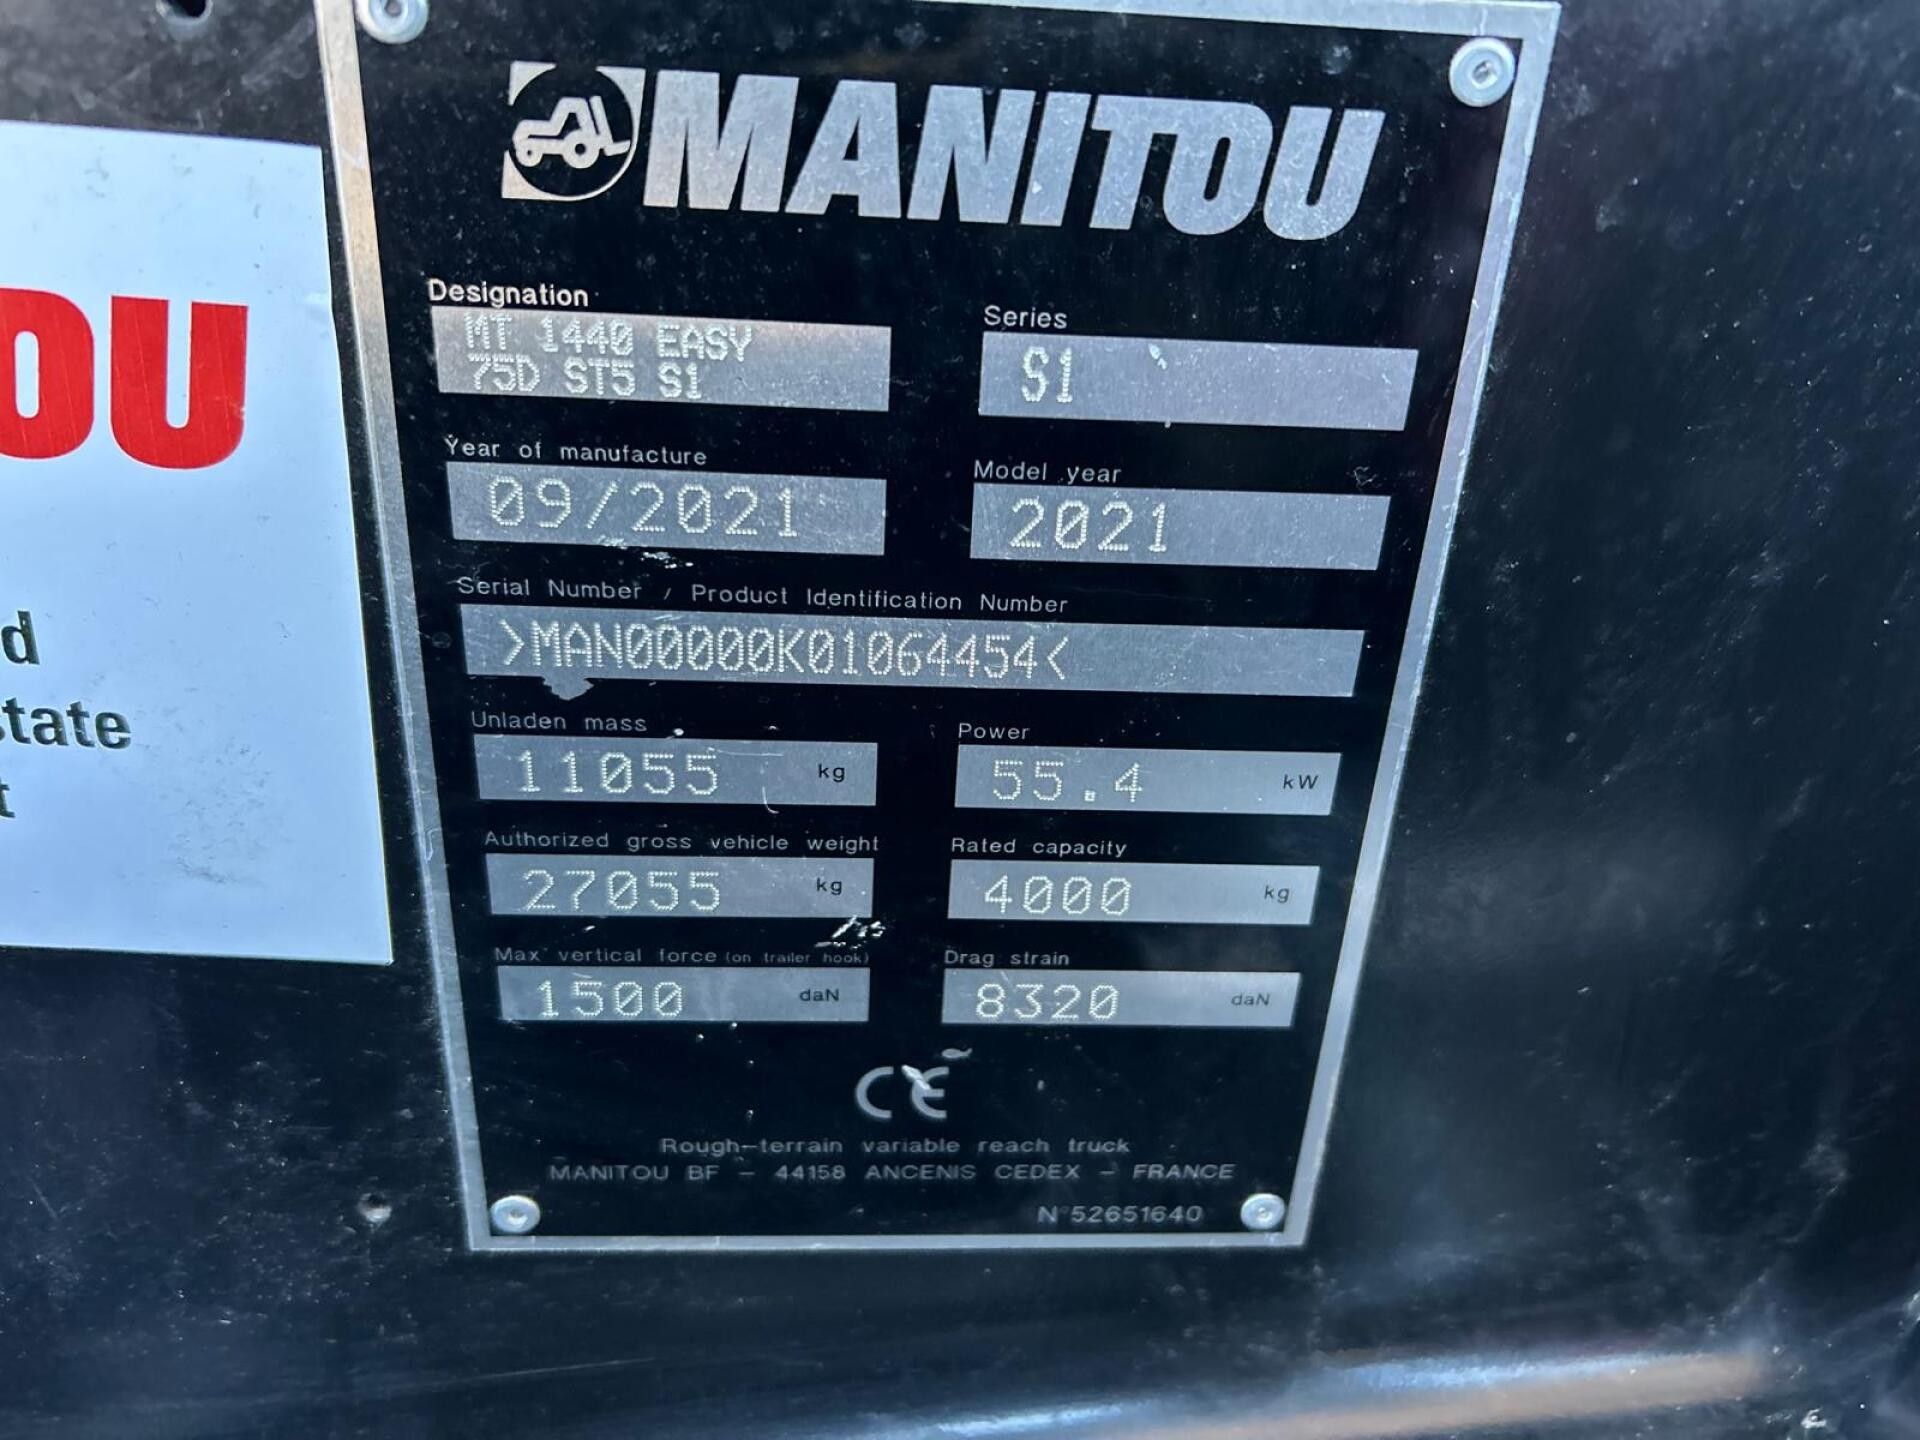 MANITOU
Designation
MT 1440 EASY
75D ST5 S1
Series
S1
Year of manufacture
09/2021
Model year
2021
Serial Number / Product Identification Number
>MAN00000K01064454<
Unladen mass
11055 kg
Power
55.4 kW
Authorized gross vehicle weight
27055 kg
Rated capacity
4000 kg
Max vertical force (on trailer hook)
1500 daN
Drag strain
8320 daN
CE
Rough-terrain variable reach truck
MANITOU BF - 44158 ANCENIS CEDEX - FRANCE
N°52651640
OU
d
state
t